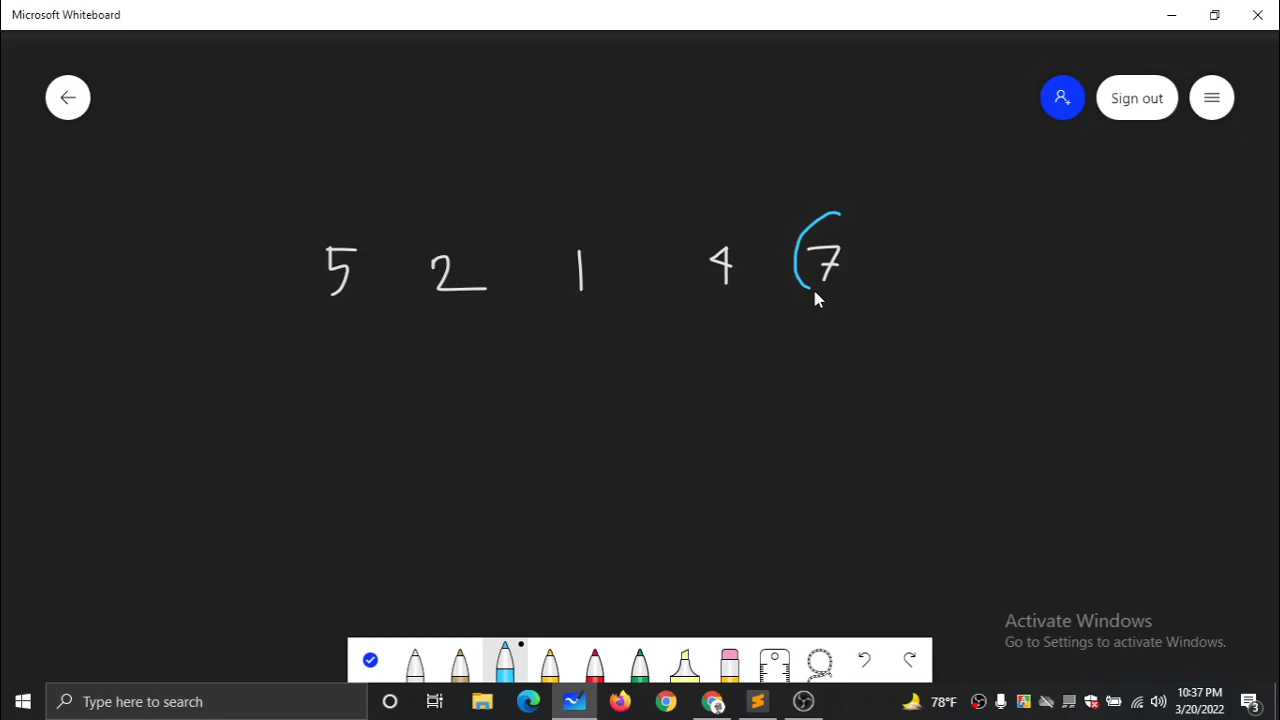 Microsoft Whiteboard
Sign out
5 2 1 4 7
Activate Windows
Go to Settings to activate Windows.
Type here to search
78°F
10:37 PM
3/20/2022
3